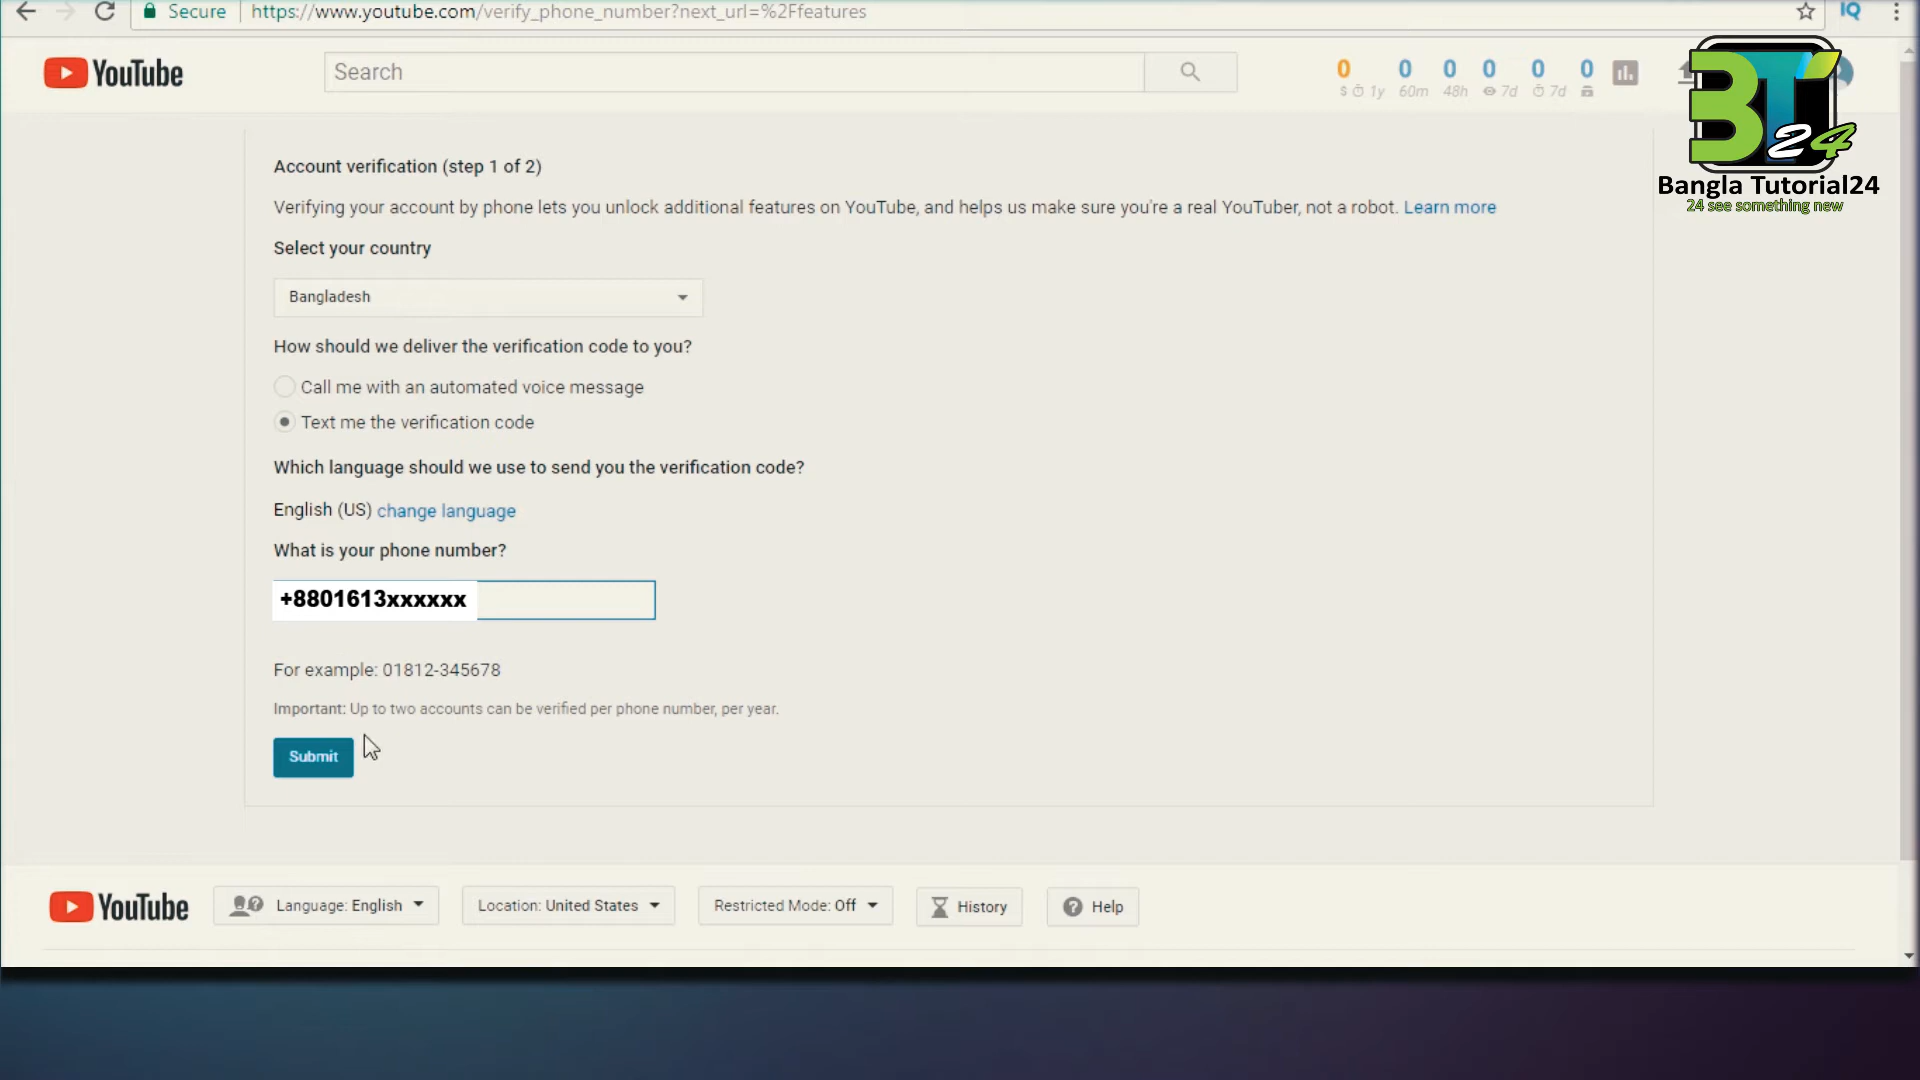 Secure https://www.youtube.com/verify_phone_number?next_url=%2Ffeatures IQ
YouTube Search 0 0 0 0 0 0
$ 1y 60m 48h 7d 7d
BT24
Bangla Tutorial24
24 see something new
Account verification (step 1 of 2)
Verifying your account by phone lets you unlock additional features on YouTube, and helps us make sure you're a real YouTuber, not a robot. Learn more
Select your country
Bangladesh
How should we deliver the verification code to you?
Call me with an automated voice message
Text me the verification code
Which language should we use to send you the verification code?
English (US) change language
What is your phone number?
+8801613xxxxxx
For example: 01812-345678
Important: Up to two accounts can be verified per phone number, per year.
Submit
YouTube Language: English Location: United States Restricted Mode: Off History Help